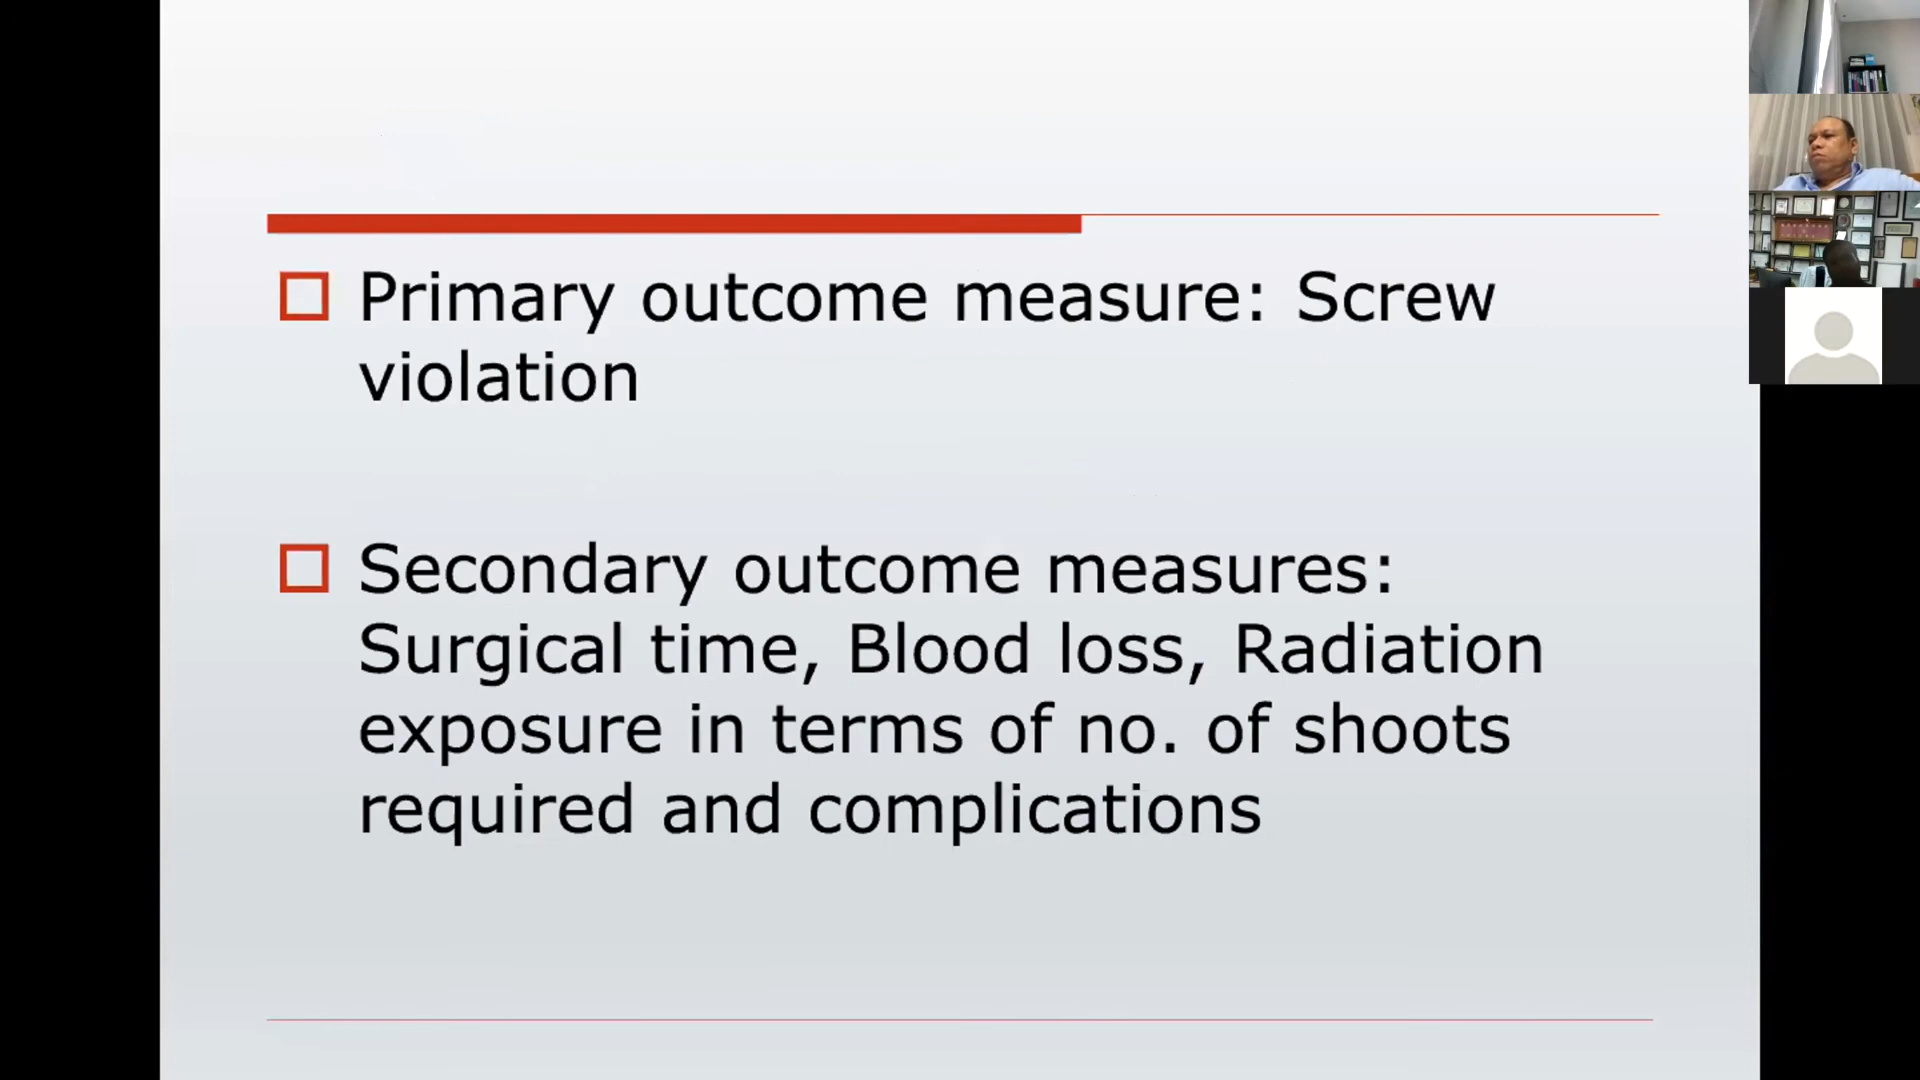 Primary outcome measure: Screw
violation
Secondary outcome measures:
Surgical time, Blood loss, Radiation
exposure in terms of no. of shoots
required and complications